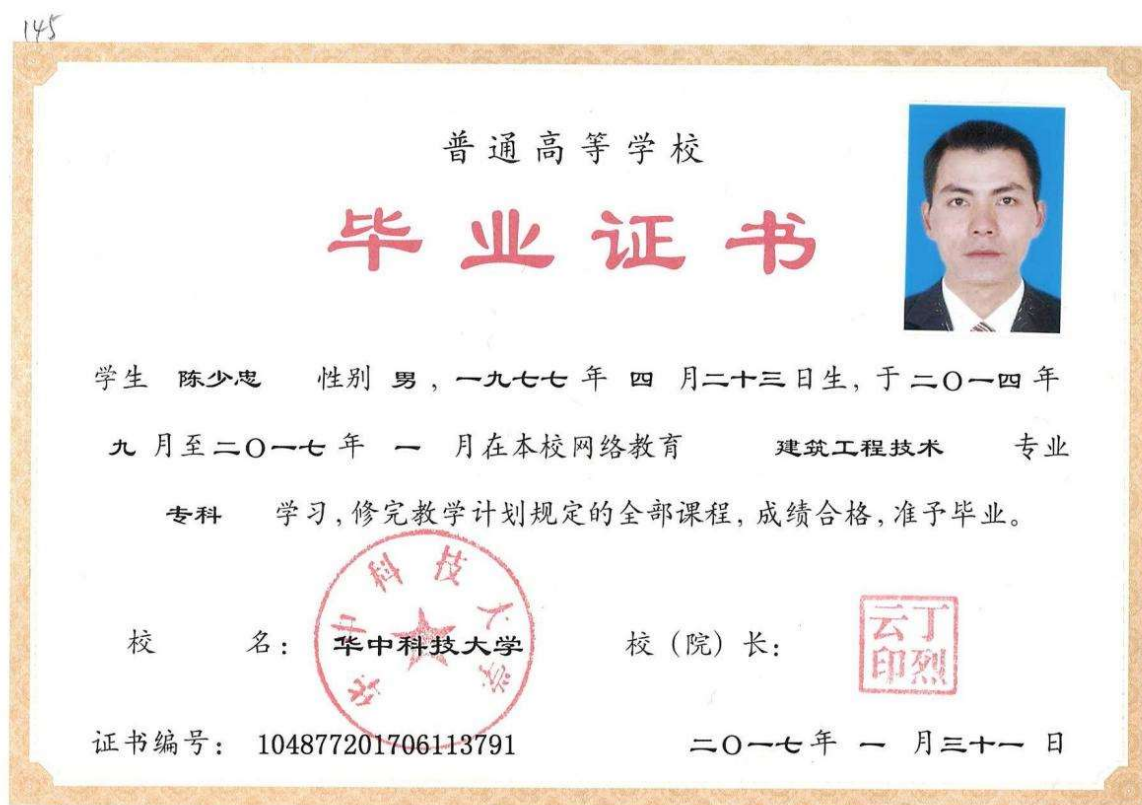 145
普通高等学校
毕业证书
学生 陈少忠 性别 男，一九七七 年 四 月二十三日生，于二〇一四年
九 月至二〇一七 年 一 月在本校网络教育 建筑工程技术 专业
专科 学习，修完教学计划规定的全部课程，成绩合格，准予毕业。
华中科技大学
校 名： 华中科技大学 校（院）长：
丁烈云印
证书编号： 104877201706113791 二〇一七年 一 月三十一 日